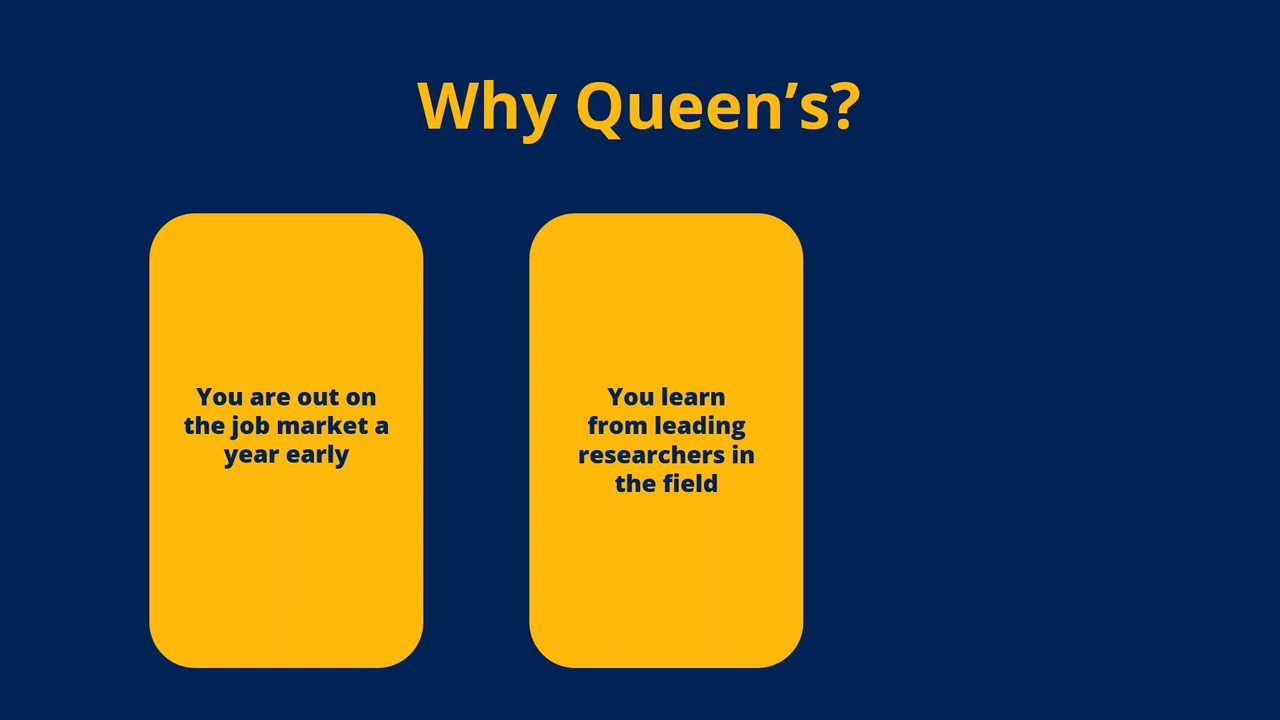 Why Queen’s?
You are out on
the job market a
year early
You learn
from leading
researchers in
the field